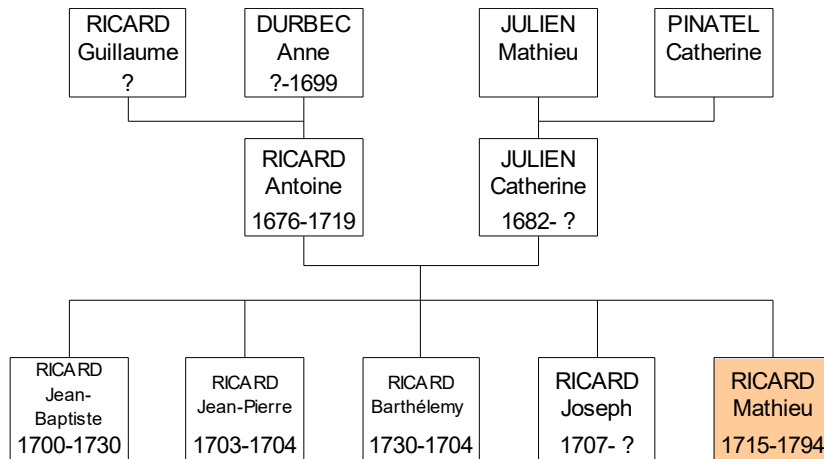 RICARD
Guillaume
?
DURBEC
Anne
?-1699
JULIEN
Mathieu
PINATEL
Catherine
RICARD
Antoine
1676-1719
JULIEN
Catherine
1682- ?
RICARD
Jean-
Baptiste
1700-1730
RICARD
Jean-Pierre
1703-1704
RICARD
Barthélemy
1730-1704
RICARD
Joseph
1707- ?
RICARD
Mathieu
1715-1794